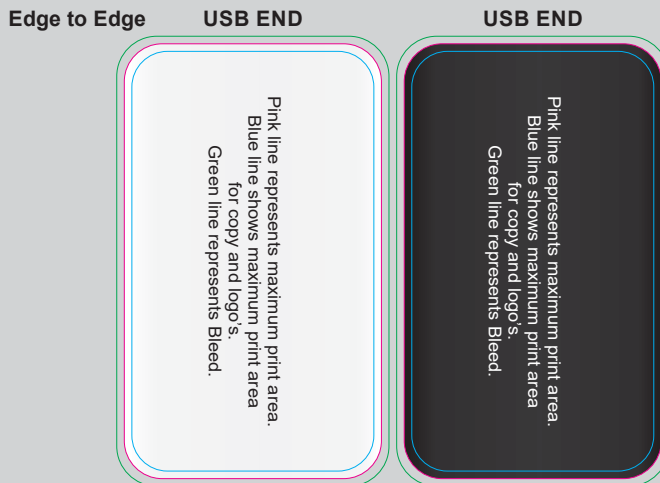 Edge to Edge
USB END
USB END
Pink line represents maximum print area.
Blue line shows maximum print area
for copy and logo's.
Green line represents Bleed.
Pink line represents maximum print area.
Blue line shows maximum print area
for copy and logo's.
Green line represents Bleed.